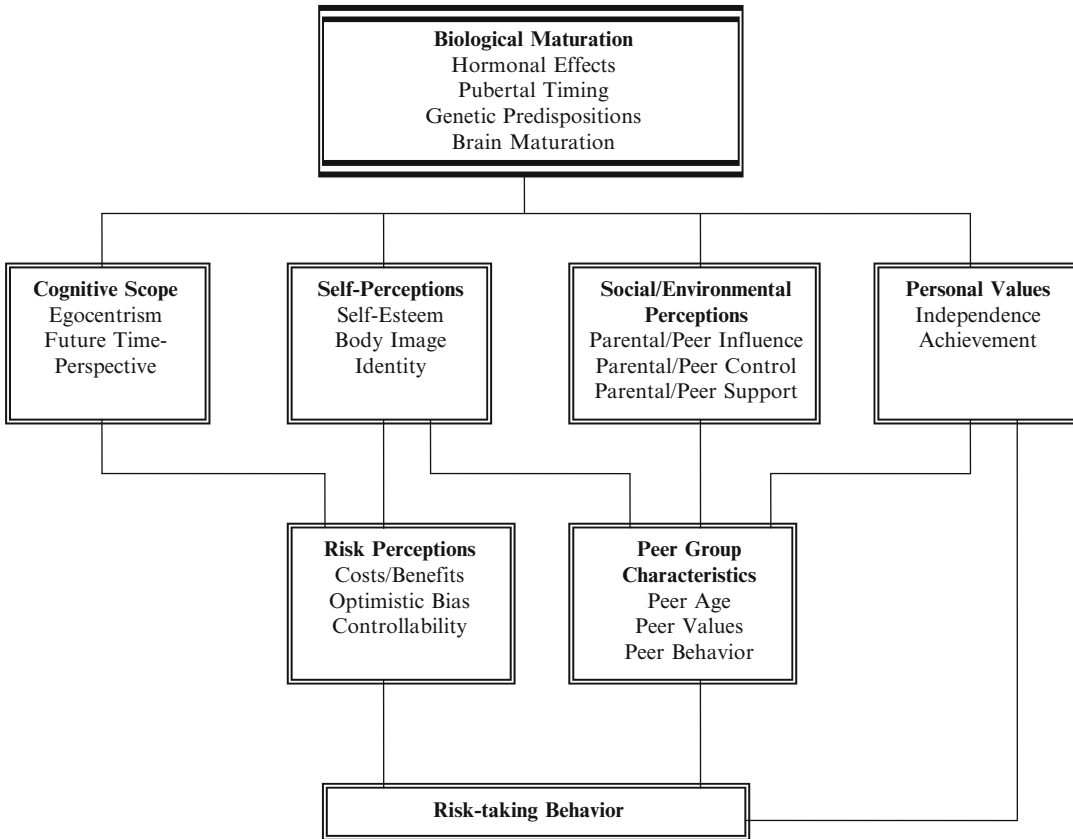 Biological Maturation
Hormonal Effects
Pubertal Timing
Genetic Predispositions
Brain Maturation
Cognitive Scope
Egocentrism
Future Time-
Perspective
Self-Perceptions
Self-Esteem
Body Image
Identity
Social/Environmental
Perceptions
Parental/Peer Influence
Parental/Peer Control
Parental/Peer Support
Personal Values
Independence
Achievement
Risk Perceptions
Costs/Benefits
Optimistic Bias
Controllability
Peer Group
Characteristics
Peer Age
Peer Values
Peer Behavior
Risk-taking Behavior